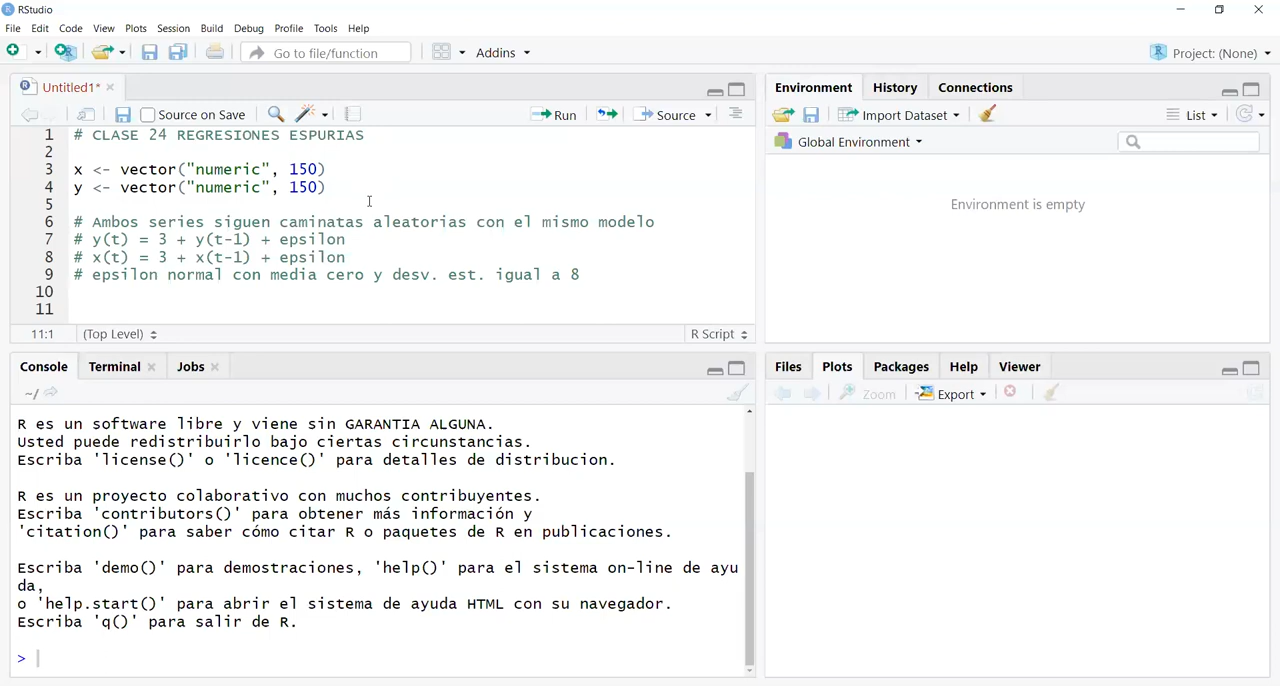 RStudio
File Edit Code View Plots Session Build Debug Profile Tools Help
Go to file/function Addins Project: (None)
Untitled1*
Source on Save Run Source
1 # CLASE 24 REGRESIONES ESPURIAS
2
3 x <- vector("numeric", 150)
4 y <- vector("numeric", 150)
5
6 # Ambos series siguen caminatas aleatorias con el mismo modelo
7 # y(t) = 3 + y(t-1) + epsilon
8 # x(t) = 3 + x(t-1) + epsilon
9 # epsilon normal con media cero y desv. est. igual a 8
10
11
11:1 (Top Level) R Script
Console Terminal Jobs
~/
R es un software libre y viene sin GARANTIA ALGUNA.
Usted puede redistribuirlo bajo ciertas circunstancias.
Escriba 'license()' o 'licence()' para detalles de distribucion.
R es un proyecto colaborativo con muchos contribuyentes.
Escriba 'contributors()' para obtener más información y
'citation()' para saber cómo citar R o paquetes de R en publicaciones.
Escriba 'demo()' para demostraciones, 'help()' para el sistema on-line de ayu
da,
o 'help.start()' para abrir el sistema de ayuda HTML con su navegador.
Escriba 'q()' para salir de R.
>
Environment History Connections
Import Dataset List
Global Environment
Environment is empty
Files Plots Packages Help Viewer
Zoom Export